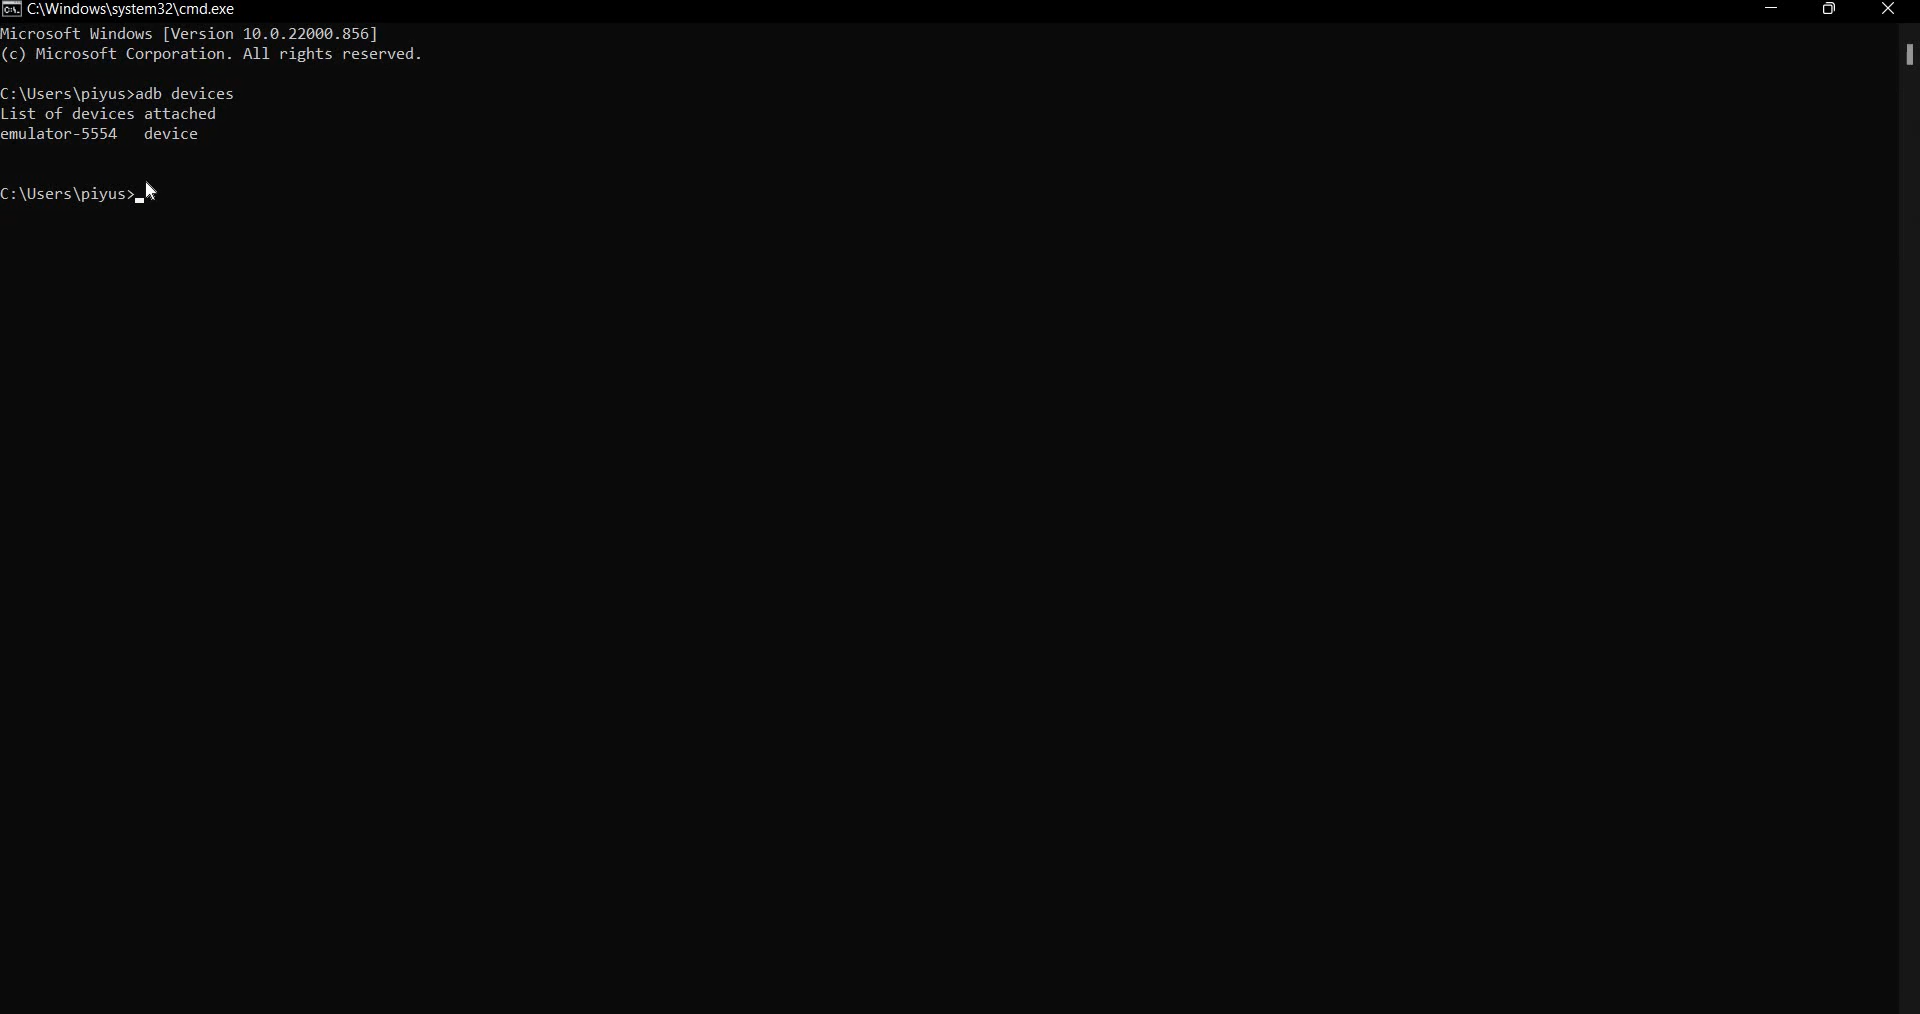 C:\Windows\system32\cmd.exe
Microsoft Windows [Version 10.0.22000.856]
(c) Microsoft Corporation. All rights reserved.
C:\Users\piyus>adb devices
List of devices attached
emulator-5554   device
C:\Users\piyus>